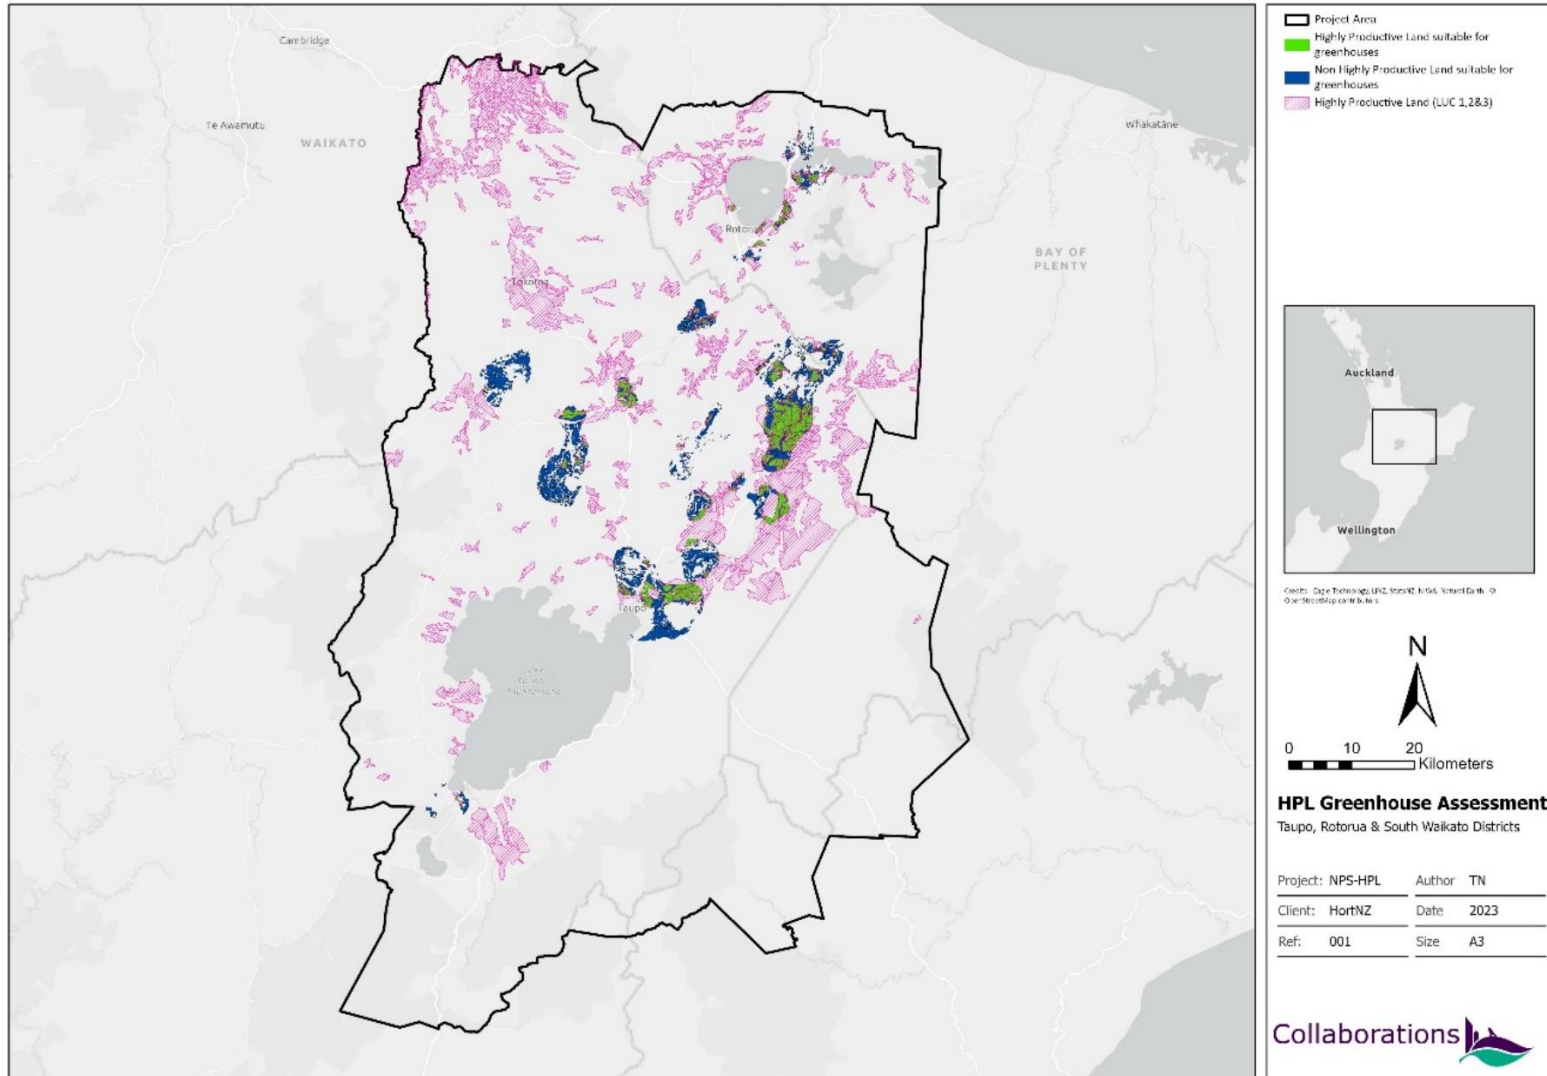 Cambridge
Te Awamutu
WAIKATO
Whakatāne
BAY OF
PLENTY
Taupo
Project Area
Highly Productive Land suitable for
greenhouses
Non Highly Productive Land suitable for
greenhouses
Highly Productive Land (LUC 1,2&3)
Auckland
Wellington
N
0 10 20
Kilometers
HPL Greenhouse Assessment
Taupo, Rotorua & South Waikato Districts
Project: NPS-HPL Author TN
Client: HortNZ Date 2023
Ref: 001 Size A3
Collaborations